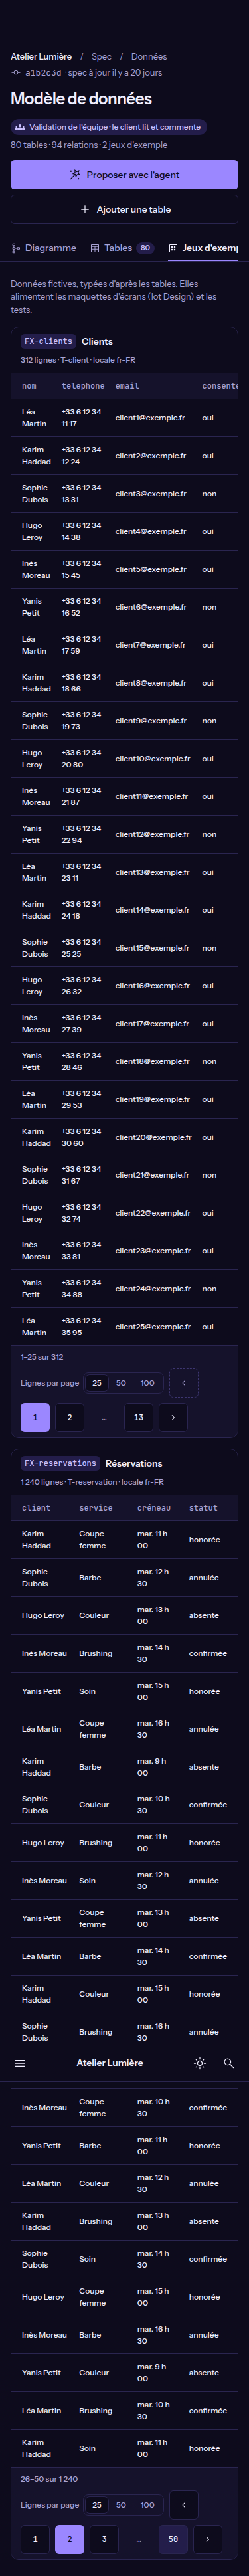 Atelier Lumière / Spec / Données
a1b2c3d · spec à jour il y a 20 jours
Modèle de données
Validation de l'équipe · le client lit et commente
80 tables · 94 relations · 2 jeux d'exemple
Proposer avec l'agent
Ajouter une table
Diagramme Tables 80 Jeux d'exemp
Données fictives, typées d'après les tables. Elles
alimentent les maquettes d'écrans (lot Design) et les
tests.
FX-clients Clients
312 lignes · T-client · locale fr-FR
nom telephone email consente
Léa Martin +33 6 12 34 11 17 client1@exemple.fr oui
Karim Haddad +33 6 12 34 12 24 client2@exemple.fr oui
Sophie Dubois +33 6 12 34 13 31 client3@exemple.fr non
Hugo Leroy +33 6 12 34 14 38 client4@exemple.fr oui
Inès Moreau +33 6 12 34 15 45 client5@exemple.fr oui
Yanis Petit +33 6 12 34 16 52 client6@exemple.fr non
Léa Martin +33 6 12 34 17 59 client7@exemple.fr oui
Karim Haddad +33 6 12 34 18 66 client8@exemple.fr oui
Sophie Dubois +33 6 12 34 19 73 client9@exemple.fr non
Hugo Leroy +33 6 12 34 20 80 client10@exemple.fr oui
Inès Moreau +33 6 12 34 21 87 client11@exemple.fr oui
Yanis Petit +33 6 12 34 22 94 client12@exemple.fr non
Léa Martin +33 6 12 34 23 11 client13@exemple.fr oui
Karim Haddad +33 6 12 34 24 18 client14@exemple.fr oui
Sophie Dubois +33 6 12 34 25 25 client15@exemple.fr non
Hugo Leroy +33 6 12 34 26 32 client16@exemple.fr oui
Inès Moreau +33 6 12 34 27 39 client17@exemple.fr oui
Yanis Petit +33 6 12 34 28 46 client18@exemple.fr non
Léa Martin +33 6 12 34 29 53 client19@exemple.fr oui
Karim Haddad +33 6 12 34 30 60 client20@exemple.fr oui
Sophie Dubois +33 6 12 34 31 67 client21@exemple.fr non
Hugo Leroy +33 6 12 34 32 74 client22@exemple.fr oui
Inès Moreau +33 6 12 34 33 81 client23@exemple.fr oui
Yanis Petit +33 6 12 34 34 88 client24@exemple.fr non
Léa Martin +33 6 12 34 35 95 client25@exemple.fr oui
1–25 sur 312
Lignes par page 25 50 100 ‹
1 2 … 13 ›
FX-reservations Réservations
1 240 lignes · T-reservation · locale fr-FR
client service créneau statut
Karim Haddad Coupe femme mar. 11 h 00 honorée
Sophie Dubois Barbe mar. 12 h 30 annulée
Hugo Leroy Couleur mar. 13 h 00 absente
Inès Moreau Brushing mar. 14 h 30 confirmée
Yanis Petit Soin mar. 15 h 00 honorée
Léa Martin Coupe femme mar. 16 h 30 annulée
Karim Haddad Barbe mar. 9 h 00 absente
Sophie Dubois Couleur mar. 10 h 30 confirmée
Hugo Leroy Brushing mar. 11 h 00 honorée
Inès Moreau Soin mar. 12 h 30 annulée
Yanis Petit Coupe femme mar. 13 h 00 absente
Léa Martin Barbe mar. 14 h 30 confirmée
Karim Haddad Couleur mar. 15 h 00 honorée
Sophie Dubois Brushing mar. 16 h 30 annulée
Atelier Lumière
Inès Moreau Coupe femme mar. 10 h 30 confirmée
Yanis Petit Barbe mar. 11 h 00 honorée
Léa Martin Couleur mar. 12 h 30 annulée
Karim Haddad Brushing mar. 13 h 00 absente
Sophie Dubois Soin mar. 14 h 30 confirmée
Hugo Leroy Coupe femme mar. 15 h 00 honorée
Inès Moreau Barbe mar. 16 h 30 annulée
Yanis Petit Couleur mar. 9 h 00 absente
Léa Martin Brushing mar. 10 h 30 confirmée
Karim Haddad Soin mar. 11 h 00 honorée
26–50 sur 1 240
Lignes par page 25 50 100 ‹
1 2 3 … 50 ›